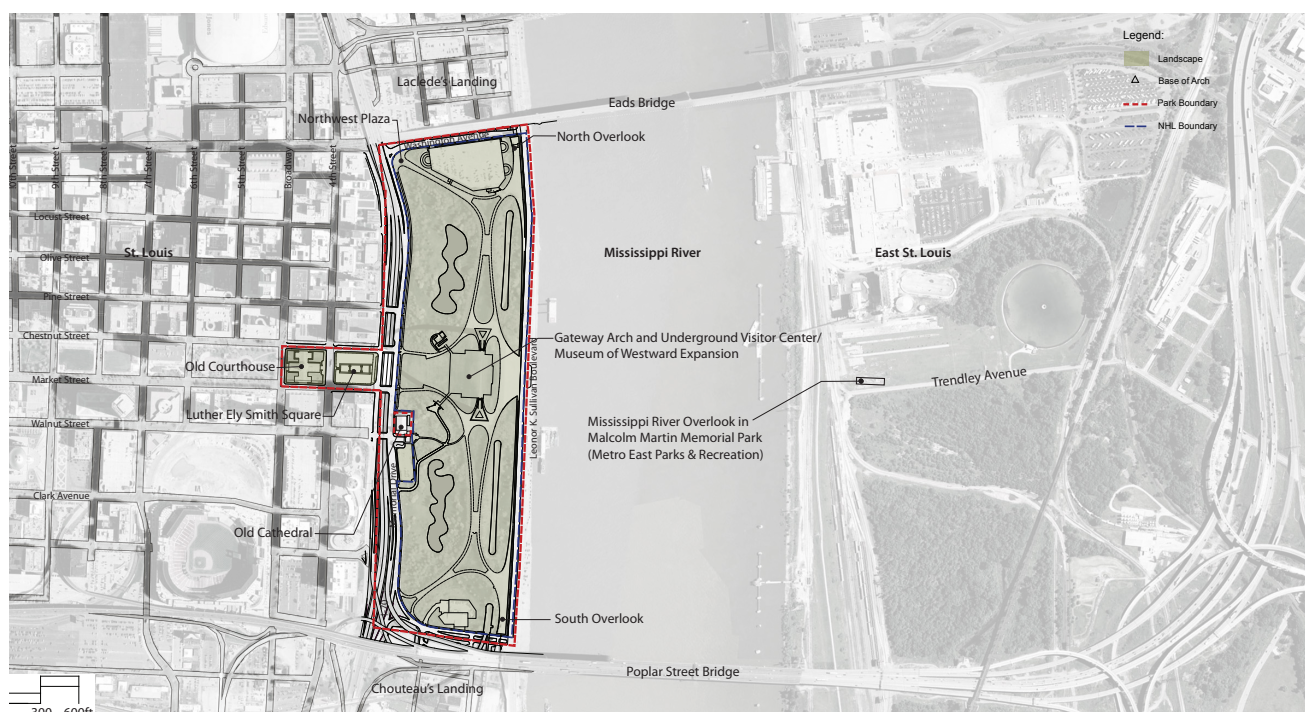 Legend:
Landscape
Base of Arch
Park Boundary
NHL Boundary
Laclede's Landing
Eads Bridge
Northwest Plaza
Washington Avenue
North Overlook
10th Street
9th Street
8th Street
7th Street
6th Street
5th Street
Broadway
4th Street
Locust Street
St. Louis
Mississippi River
East St. Louis
Olive Street
Pine Street
Chestnut Street
Gateway Arch and Underground Visitor Center/
Museum of Westward Expansion
Old Courthouse
Market Street
Trendley Avenue
Luther Ely Smith Square
Walnut Street
Leonor K. Sullivan Boulevard
Mississippi River Overlook in
Malcolm Martin Memorial Park
(Metro East Parks & Recreation)
Clark Avenue
Drive
Old Cathedral
South Overlook
Poplar Street Bridge
Chouteau's Landing
300
600ft